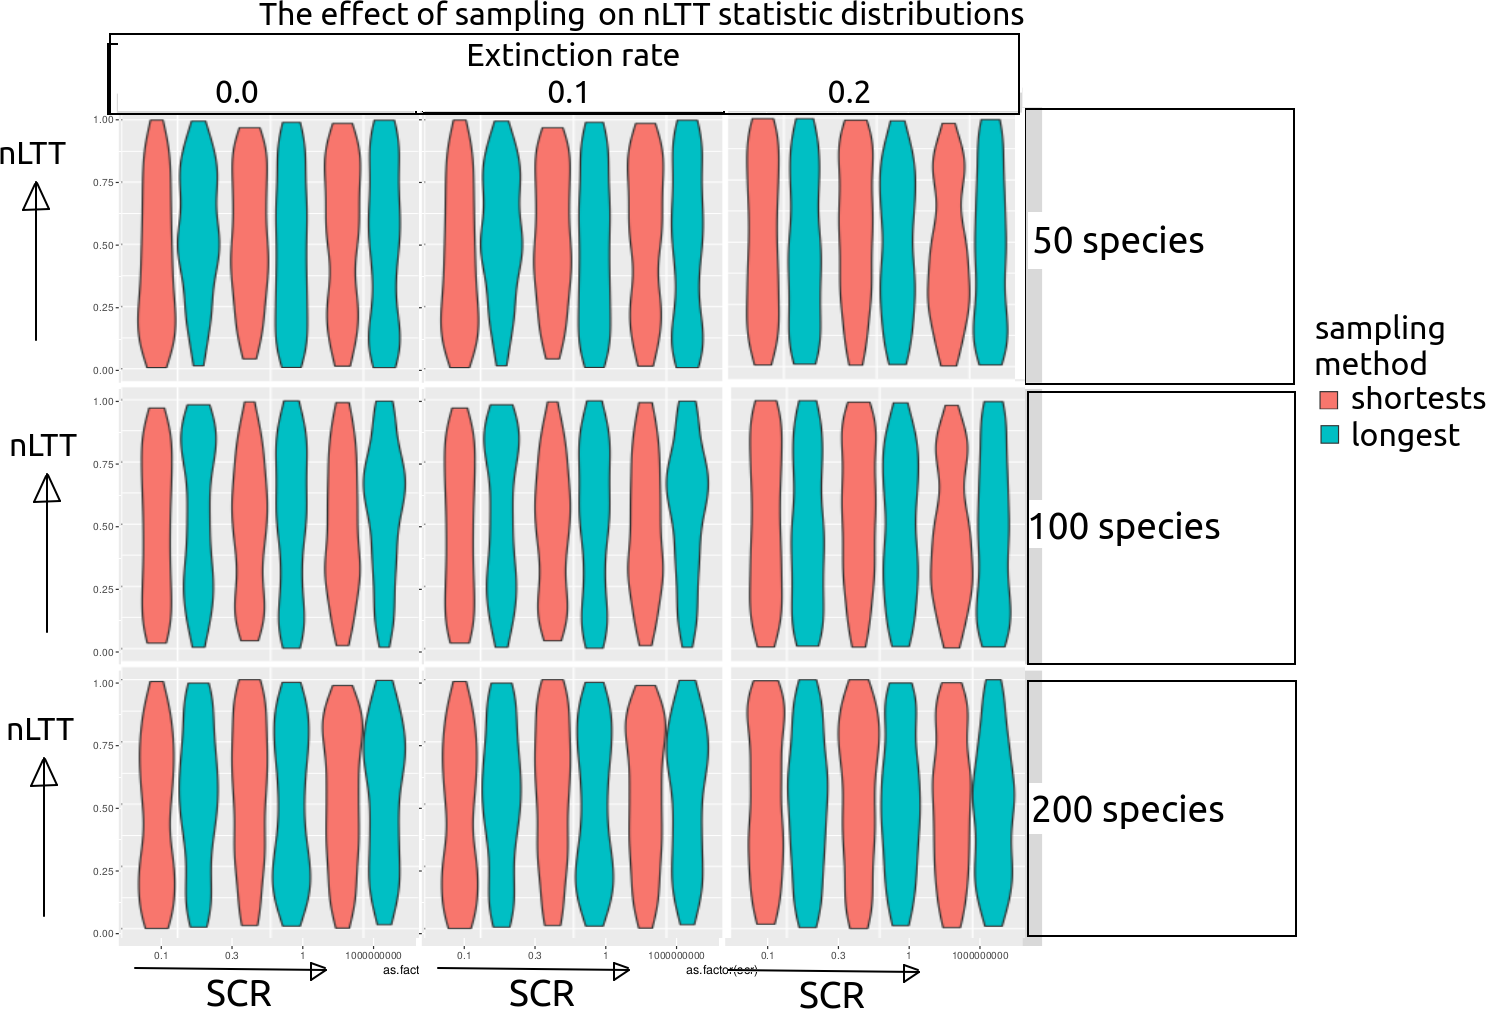 The effect of sampling on nLTT statistic distributions
Extinction rate
0.0 0.1 0.2
nLTT
1.00
0.75
0.50
0.25
0.00
50 species
nLTT
1.00
0.75
0.50
0.25
0.00
100 species
nLTT
1.00
0.75
0.50
0.25
0.00
200 species
sampling
method
shortests
longest
0.1 0.3 1 1000000000 0.1 0.3 1 1000000000 0.1 0.3 1 1000000000
as.fact as.factor(scr)
SCR SCR SCR